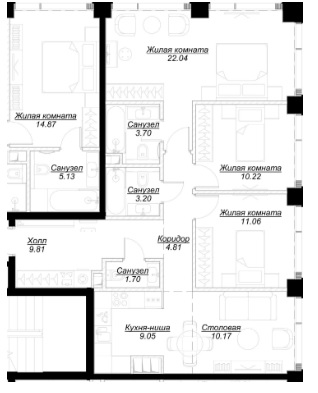 Жилая комната
22.04
Жилая комната
14.87
Санузел
3.70
Санузел
5.13
Жилая комната
10.22
Санузел
3.20
Жилая комната
11.06
Холл
9.81
Коридор
4.81
Санузел
1.70
Кухня-ниша
9.05
Столовая
10.17